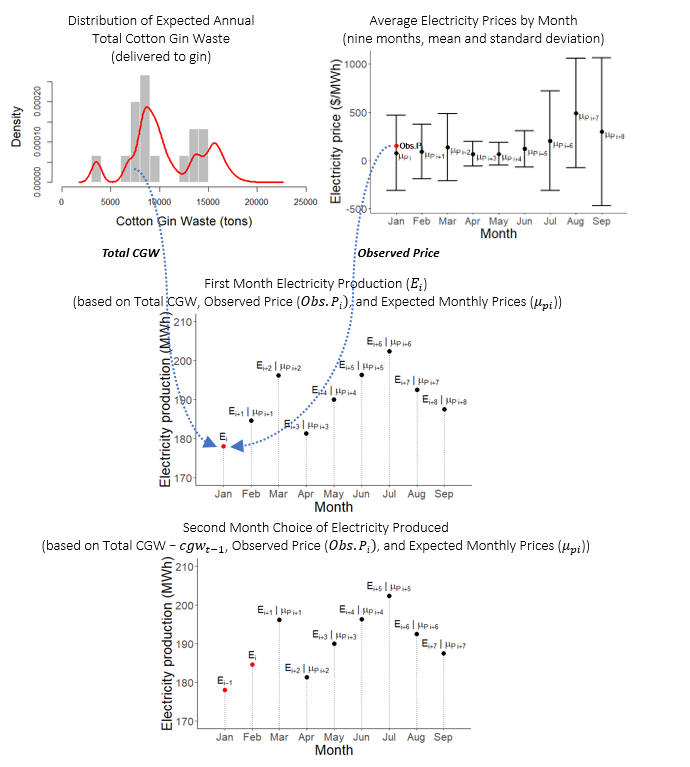 Distribution of Expected Annual
Total Cotton Gin Waste
(delivered to gin)
Density
0.00000 0.00010 0.00020
0 5000 10000 15000 20000 25000
Cotton Gin Waste (tons)
Total CGW
Average Electricity Prices by Month
(nine months, mean and standard deviation)
Electricity price ($/MWh)
1000
500
0
-500
Obs.P
μpᵢ μpᵢ₊₁ μpᵢ₊₂ μpᵢ₊₃ μpᵢ₊₄ μpᵢ₊₅ μpᵢ₊₆ μpᵢ₊₇ μpᵢ₊₈
Jan Feb Mar Apr May Jun Jul Aug Sep
Month
Observed Price
First Month Electricity Production (Eᵢ)
(based on Total CGW, Observed Price (Obs.Pᵢ), and Expected Monthly Prices (μpᵢ))
Electricity production (MWh)
210
200
190
180
170
Eᵢ
Eᵢ₊₁ | μpᵢ₊₁
Eᵢ₊₂ | μpᵢ₊₂
Eᵢ₊₃ | μpᵢ₊₃
Eᵢ₊₄ | μpᵢ₊₄
Eᵢ₊₅ | μpᵢ₊₅
Eᵢ₊₆ | μpᵢ₊₆
Eᵢ₊₇ | μpᵢ₊₇
Eᵢ₊₈ | μpᵢ₊₈
Jan Feb Mar Apr May Jun Jul Aug Sep
Month
Second Month Choice of Electricity Produced
(based on Total CGW – cgwₜ₋₁, Observed Price (Obs.Pᵢ), and Expected Monthly Prices (μpᵢ))
Electricity production (MWh)
210
200
190
180
170
Eᵢ₋₁
Eᵢ
Eᵢ₊₁ | μpᵢ₊₁
Eᵢ₊₂ | μpᵢ₊₂
Eᵢ₊₃ | μpᵢ₊₃
Eᵢ₊₄ | μpᵢ₊₄
Eᵢ₊₅ | μpᵢ₊₅
Eᵢ₊₆ | μpᵢ₊₆
Eᵢ₊₇ | μpᵢ₊₇
Jan Feb Mar Apr May Jun Jul Aug Sep
Month